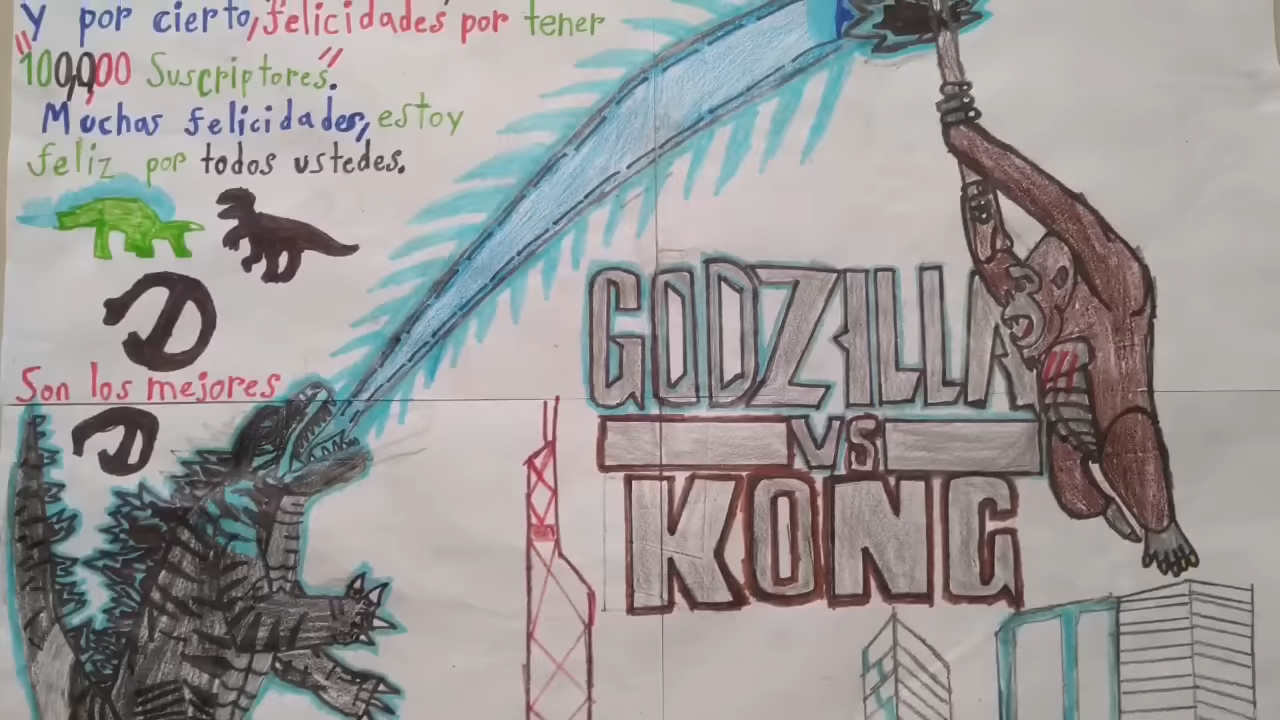 Y por cierto, felicidades por tener
"100,000 Suscriptores".
Muchas felicidades, estoy
feliz por todos ustedes.
Son los mejores
GODZILLA
VS
KONG